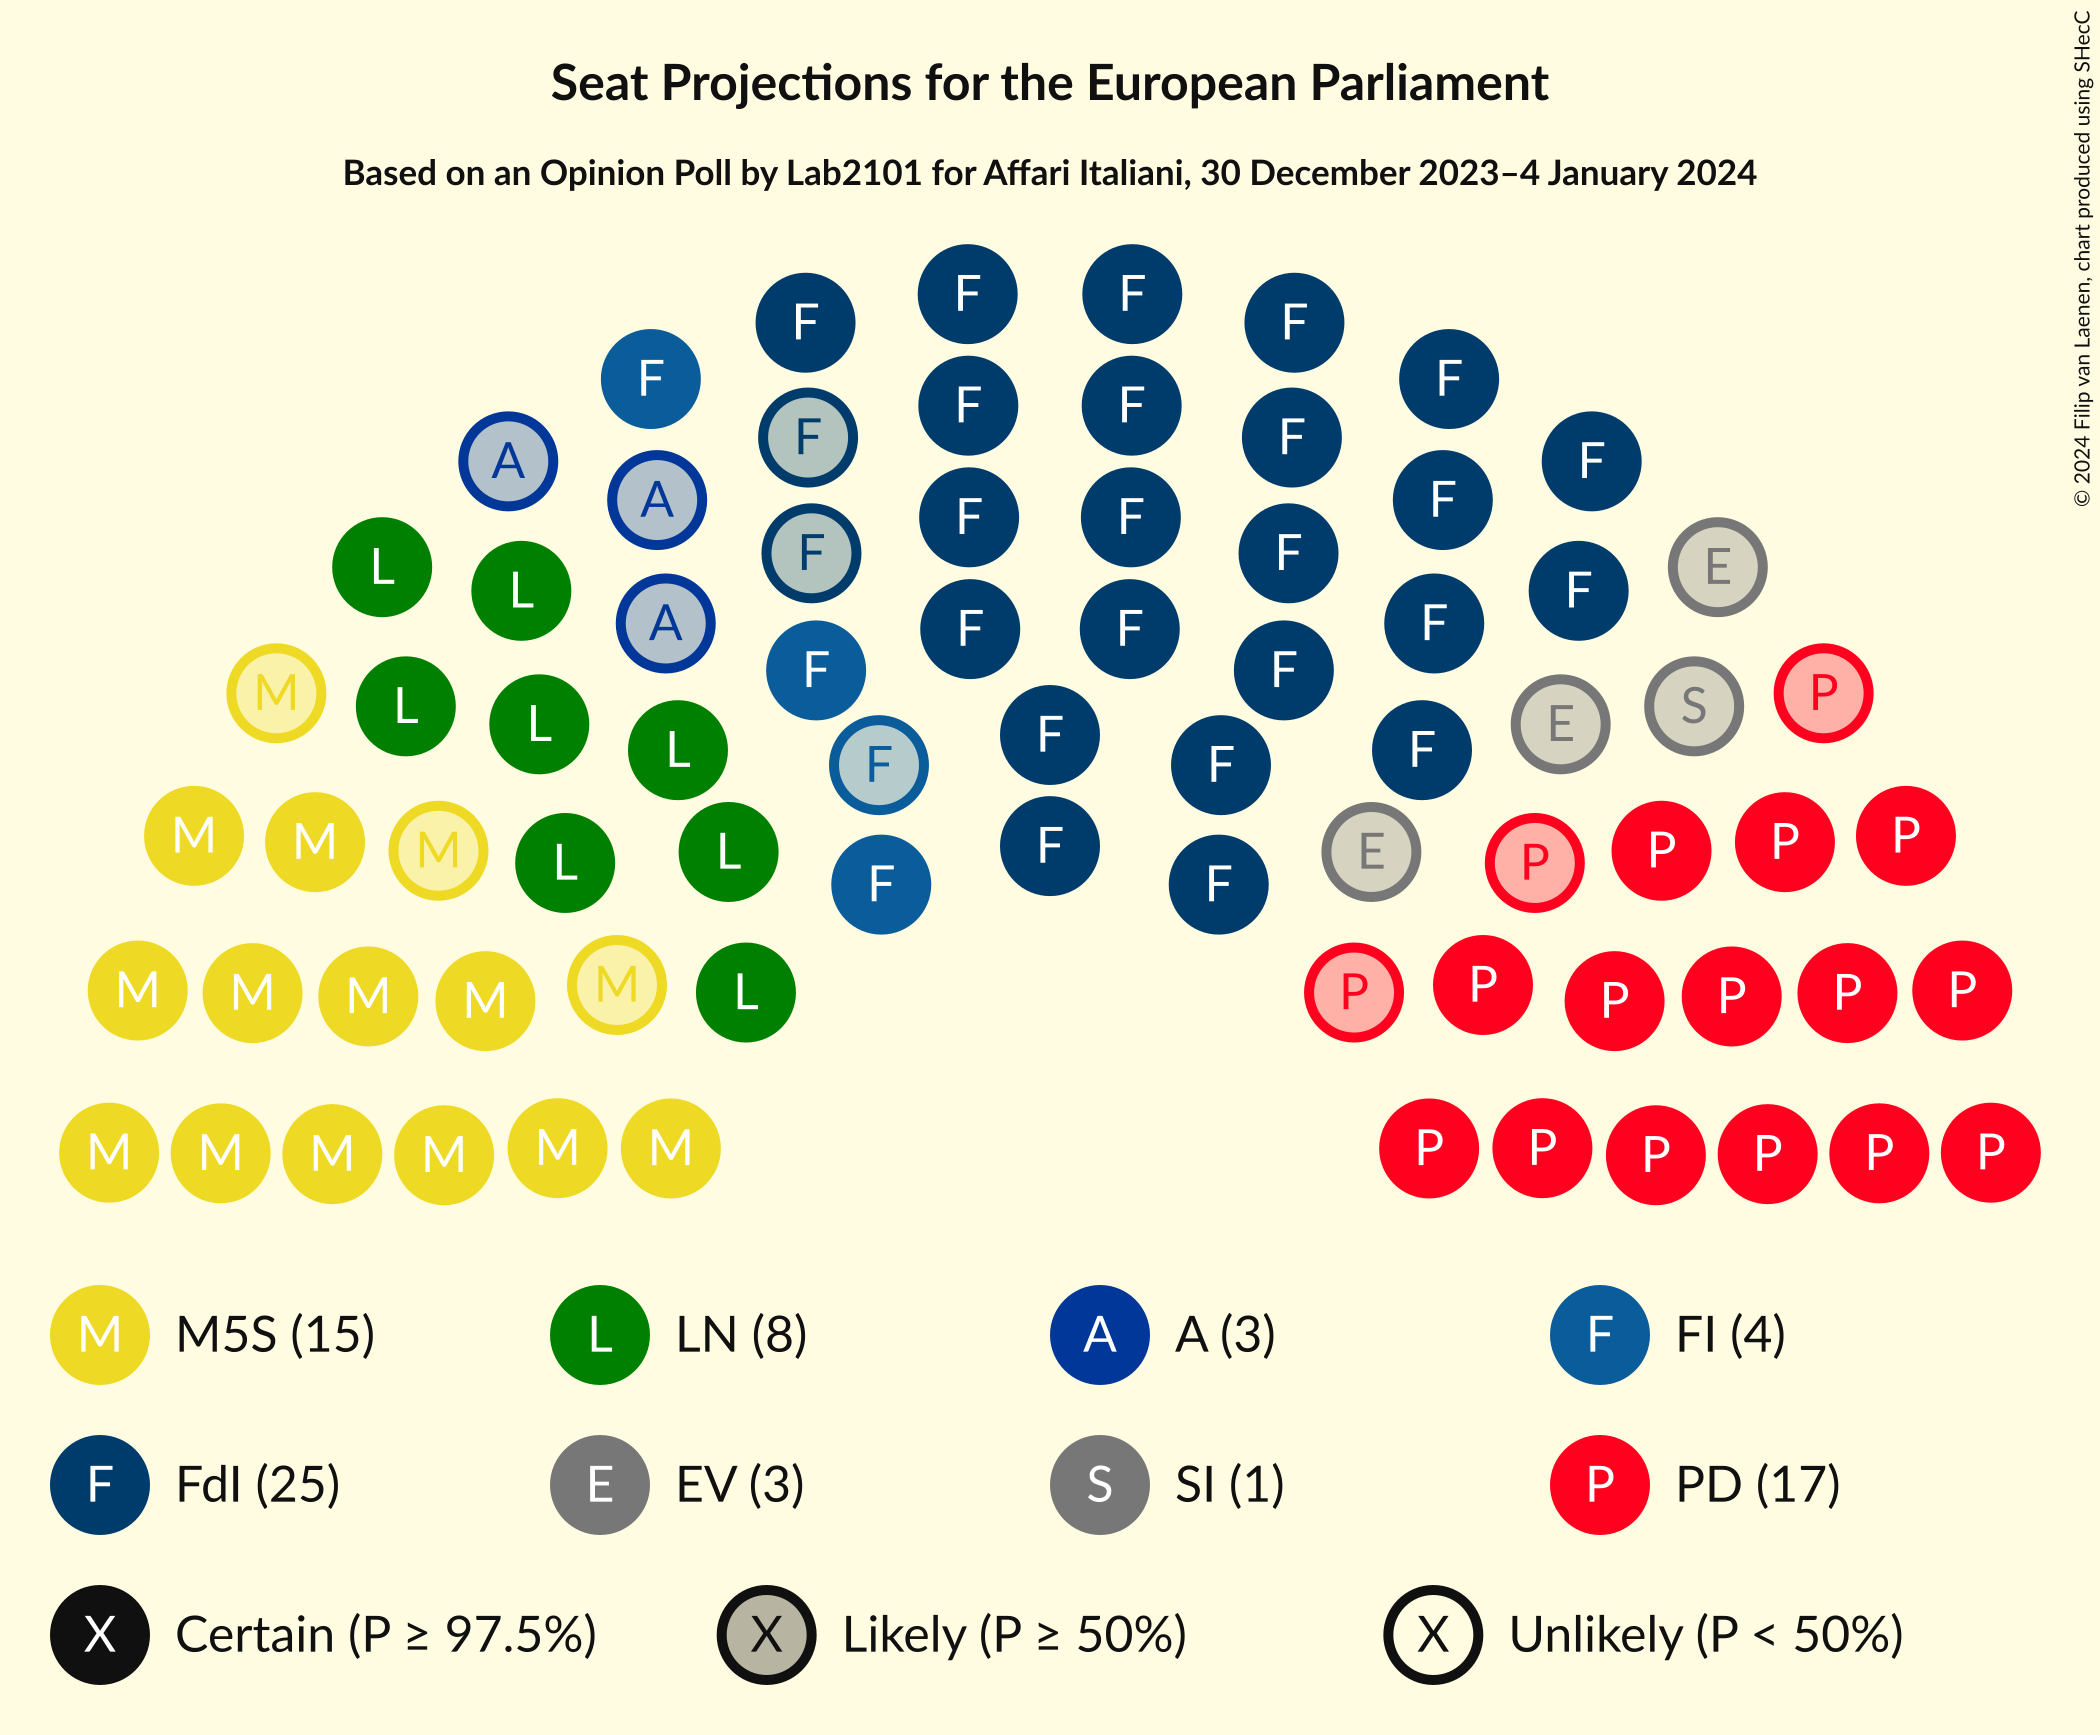 Seat Projections for the European Parliament
Based on an Opinion Poll by Lab2101 for Affari Italiani, 30 December 2023–4 January 2024
© 2024 Filip van Laenen, chart produced using SHecC
F F
F F
F F
F F F F
A F
F F
A F F F
F F
L E
L A F F F
F F
M L L L F F F E S P
F F F
F F
M M M L L F F F E P P P P
M M M M M L P P P P P P
M M M M M M P P P P P P
M M5S (15) L LN (8) A A (3) F FI (4)
F FdI (25) E EV (3) S SI (1) P PD (17)
X Certain (P ≥ 97.5%) X Likely (P ≥ 50%) X Unlikely (P < 50%)